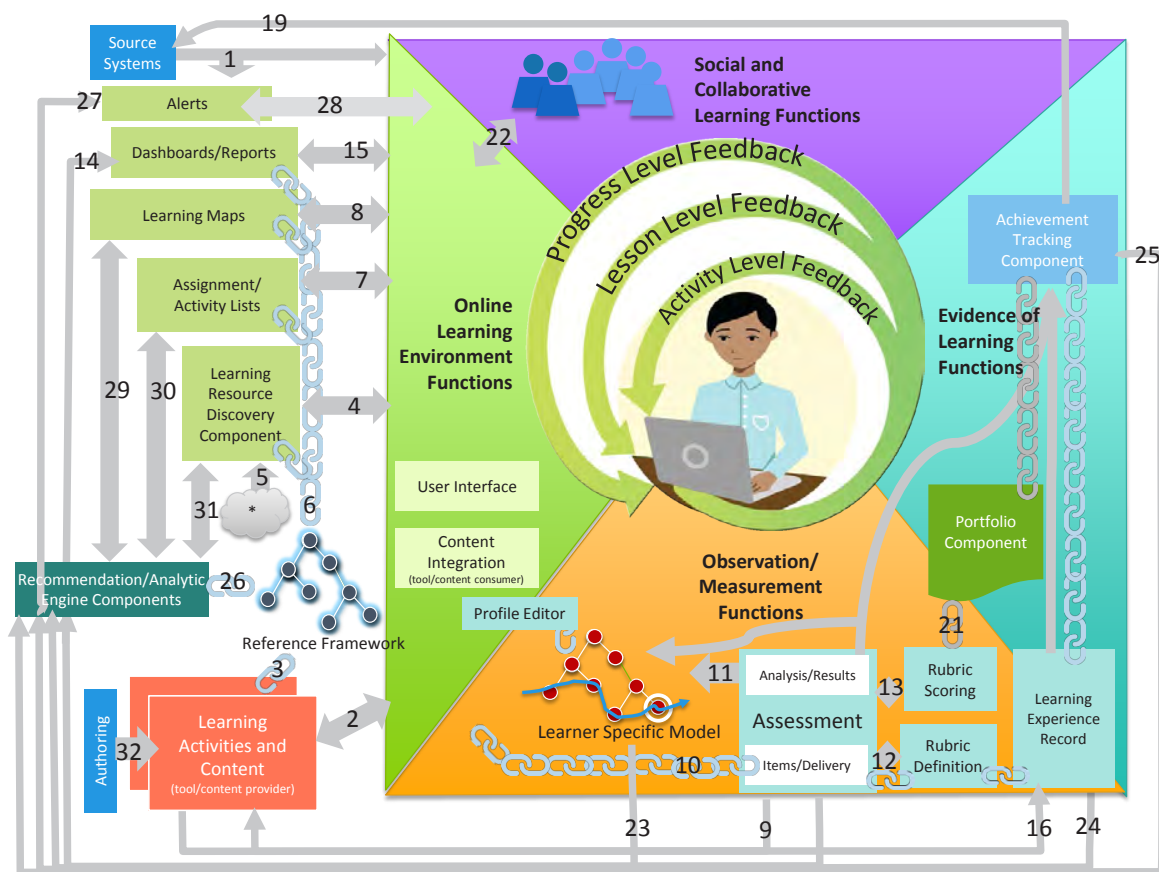 19
Source
Systems
1
27
Alerts
28
14
Dashboards/Reports
15
22
Social and
Collaborative
Learning Functions
Learning Maps
8
Progress Level Feedback
Lesson Level Feedback
Activity Level Feedback
Achievement
Tracking
Component
25
Assignment/
Activity Lists
7
Online
Learning
Environment
Functions
Evidence of
Learning
Functions
29
30
Learning
Resource
Discovery
Component
4
5
31
*
6
User Interface
Content
Integration
(tool/content consumer)
Portfolio
Component
Recommendation/Analytic
Engine Components
26
Observation/
Measurement
Functions
Profile Editor
21
Reference Framework
3
11
Analysis/Results
13
Rubric
Scoring
Learning
Experience
Record
Authoring
32
Learning
Activities and
Content
(tool/content provider)
2
Learner Specific Model
Assessment
10
Items/Delivery
12
Rubric
Definition
23
9
16
24